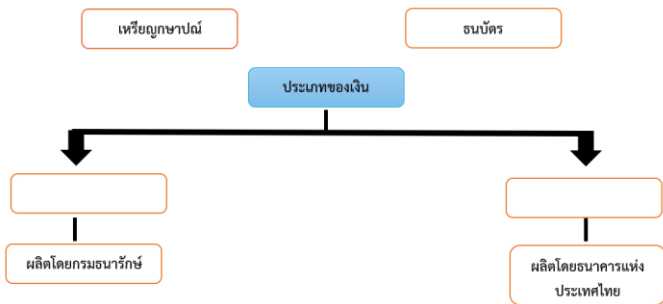 เหรียญกษาปณ์
ธนบัตร
ประเภทของเงิน
ผลิตโดยกรมธนารักษ์
ผลิตโดยธนาคารแห่ง
ประเทศไทย